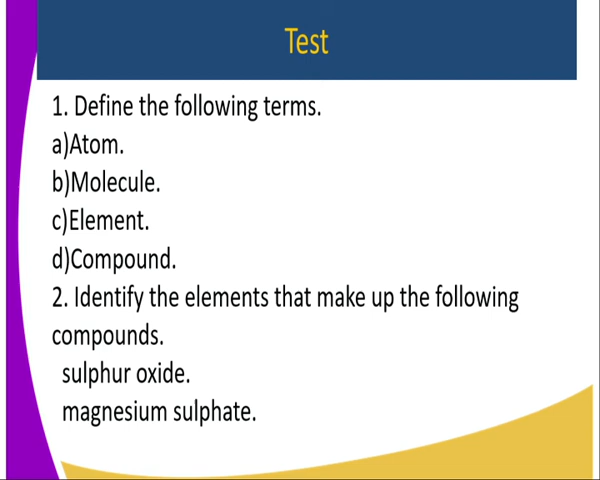 Test
1. Define the following terms.
a)Atom.
b)Molecule.
c)Element.
d)Compound.
2. Identify the elements that make up the following
compounds.
sulphur oxide.
magnesium sulphate.